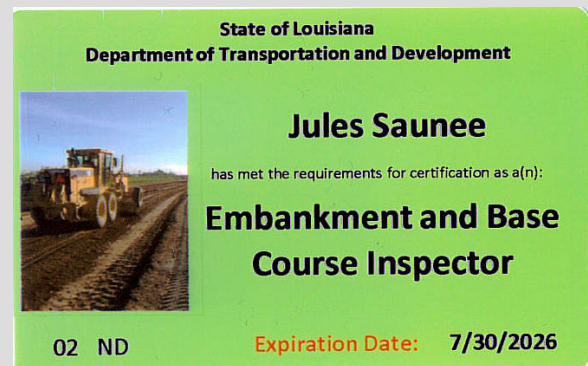 State of Louisiana
Department of Transportation and Development
Jules Saunee
has met the requirements for certification as a(n):
Embankment and Base
Course Inspector
02 ND Expiration Date: 7/30/2026